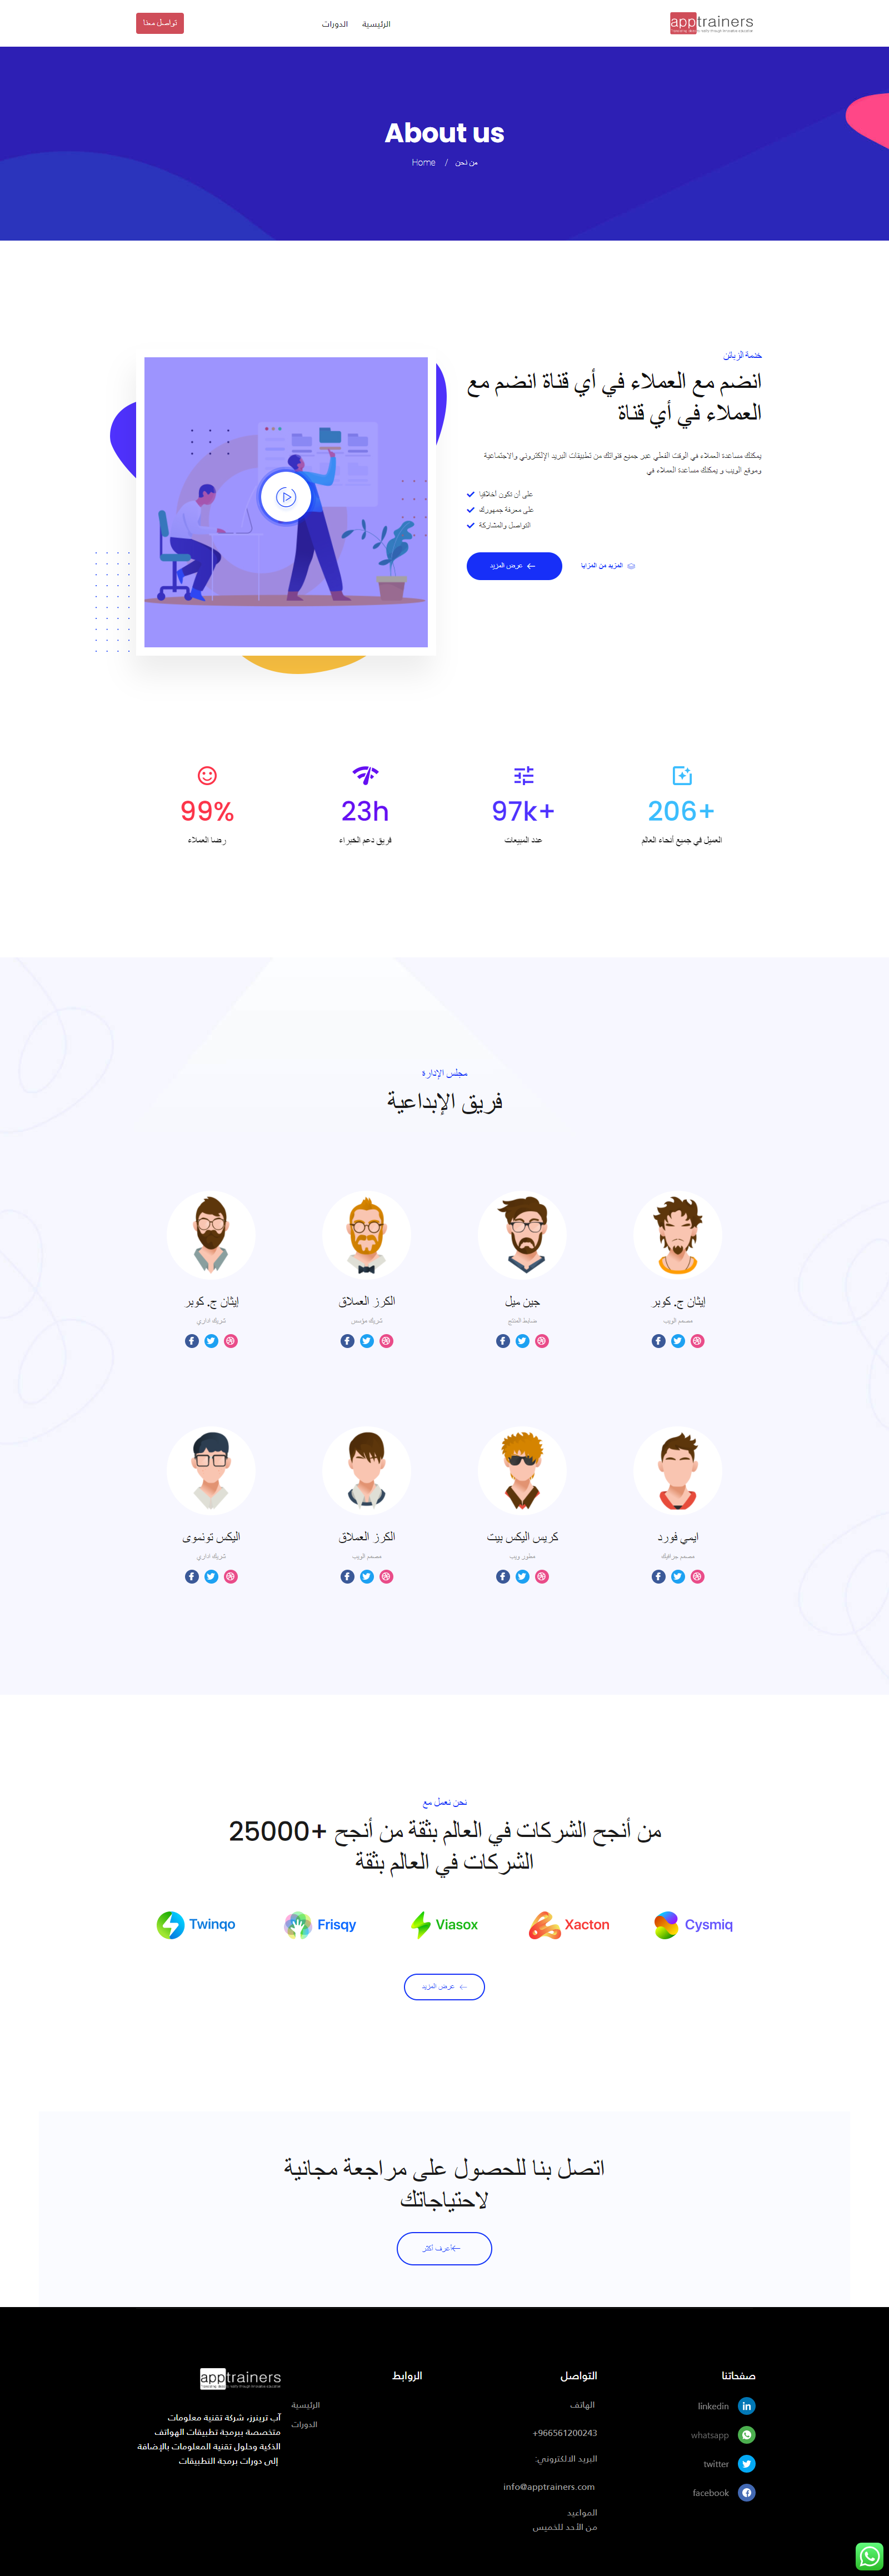 apptrainers
الرئيسية
الدورات
تواصل معنا
About us
Home / من نحن
خدمة الزبائن
انضم مع العملاء في أي قناة انضم مع
العملاء في أي قناة
يمكنك مساعدة العملاء في الوقت الفعلي عبر جميع قنواتك من تطبيقات البريد الإلكتروني والاجتماعية
وموقع الويب و يمكنك مساعدة العملاء في
على أن تكون أخلاقيا
على معرفة جمهورك
التواصل والمشاركة
عرض المزيد
المزيد من المزايا
206+
العميل في جميع أنحاء العالم
97k+
عدد المبيعات
23h
فريق دعم الخبراء
99%
رضا العملاء
مجلس الإدارة
فريق الإبداعية
إيثان ج. كوبر
مصمم الويب
جين ميل
ضابط المنتج
الكرز العملاق
شريك مؤسس
إيثان ج. كوبر
شريك اداري
ايمي فورد
مصمم جرافيك
كريس اليكس بيت
مطور ويب
الكرز العملاق
مصمم الويب
اليكس تونموى
شريك اداري
نحن نعمل مع
من أنجح الشركات في العالم بثقة من أنجح +25000
الشركات في العالم بثقة
Twinqo
Frisqy
Viasox
Xacton
Cysmiq
عرض المزيد
اتصل بنا للحصول على مراجعة مجانية
لاحتياجاتك
أعرف أكثر
صفحاتنا
linkedin
whatsapp
twitter
facebook
التواصل
الهاتف
+966561200243
البريد الالكتروني:
info@apptrainers.com
المواعيد
من الأحد للخميس
الروابط
الرئيسية
الدورات
apptrainers
آب ترينرز، شركة تقنية معلومات
متخصصة ببرمجة تطبيقات الهواتف
الذكية وحلول تقنية المعلومات بالإضافة
إلى دورات برمجة التطبيقات